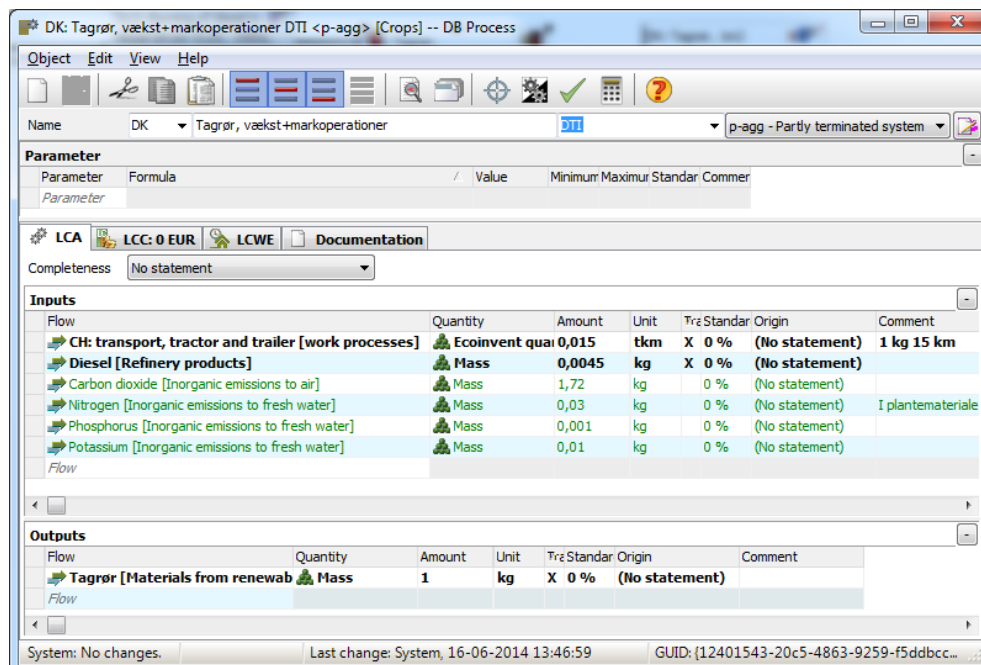 DK: Tagrør, vækst+markoperationer DTI <p-agg> [Crops] -- DB Process
Object Edit View Help
Name DK Tagrør, vækst+markoperationer DTI p-agg - Partly terminated system
Parameter
Parameter Formula Value Minimum Maximur Standar Commer
Parameter
LCA LCC: 0 EUR LCWE Documentation
Completeness No statement
Inputs
Flow Quantity Amount Unit Tra Standar Origin Comment
CH: transport, tractor and trailer [work processes] Ecoinvent quai 0,015 tkm X 0 % (No statement) 1 kg 15 km
Diesel [Refinery products] Mass 0,0045 kg X 0 % (No statement)
Carbon dioxide [Inorganic emissions to air] Mass 1,72 kg 0 % (No statement)
Nitrogen [Inorganic emissions to fresh water] Mass 0,03 kg 0 % (No statement) I plantemateriale
Phosphorus [Inorganic emissions to fresh water] Mass 0,001 kg 0 % (No statement)
Potassium [Inorganic emissions to fresh water] Mass 0,01 kg 0 % (No statement)
Flow
Outputs
Flow Quantity Amount Unit Tra Standar Origin Comment
Tagrør [Materials from renewab Mass 1 kg X 0 % (No statement)
Flow
System: No changes. Last change: System, 16-06-2014 13:46:59 GUID: {12401543-20c5-4863-9259-f5ddbcc...